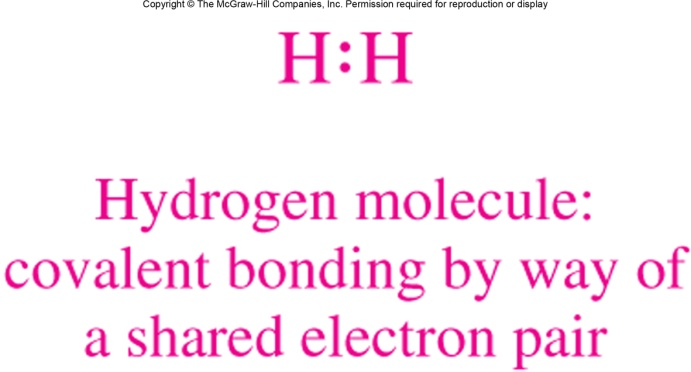 Copyright © The McGraw-Hill Companies, Inc. Permission required for reproduction or display
H:H
Hydrogen molecule:
covalent bonding by way of
a shared electron pair